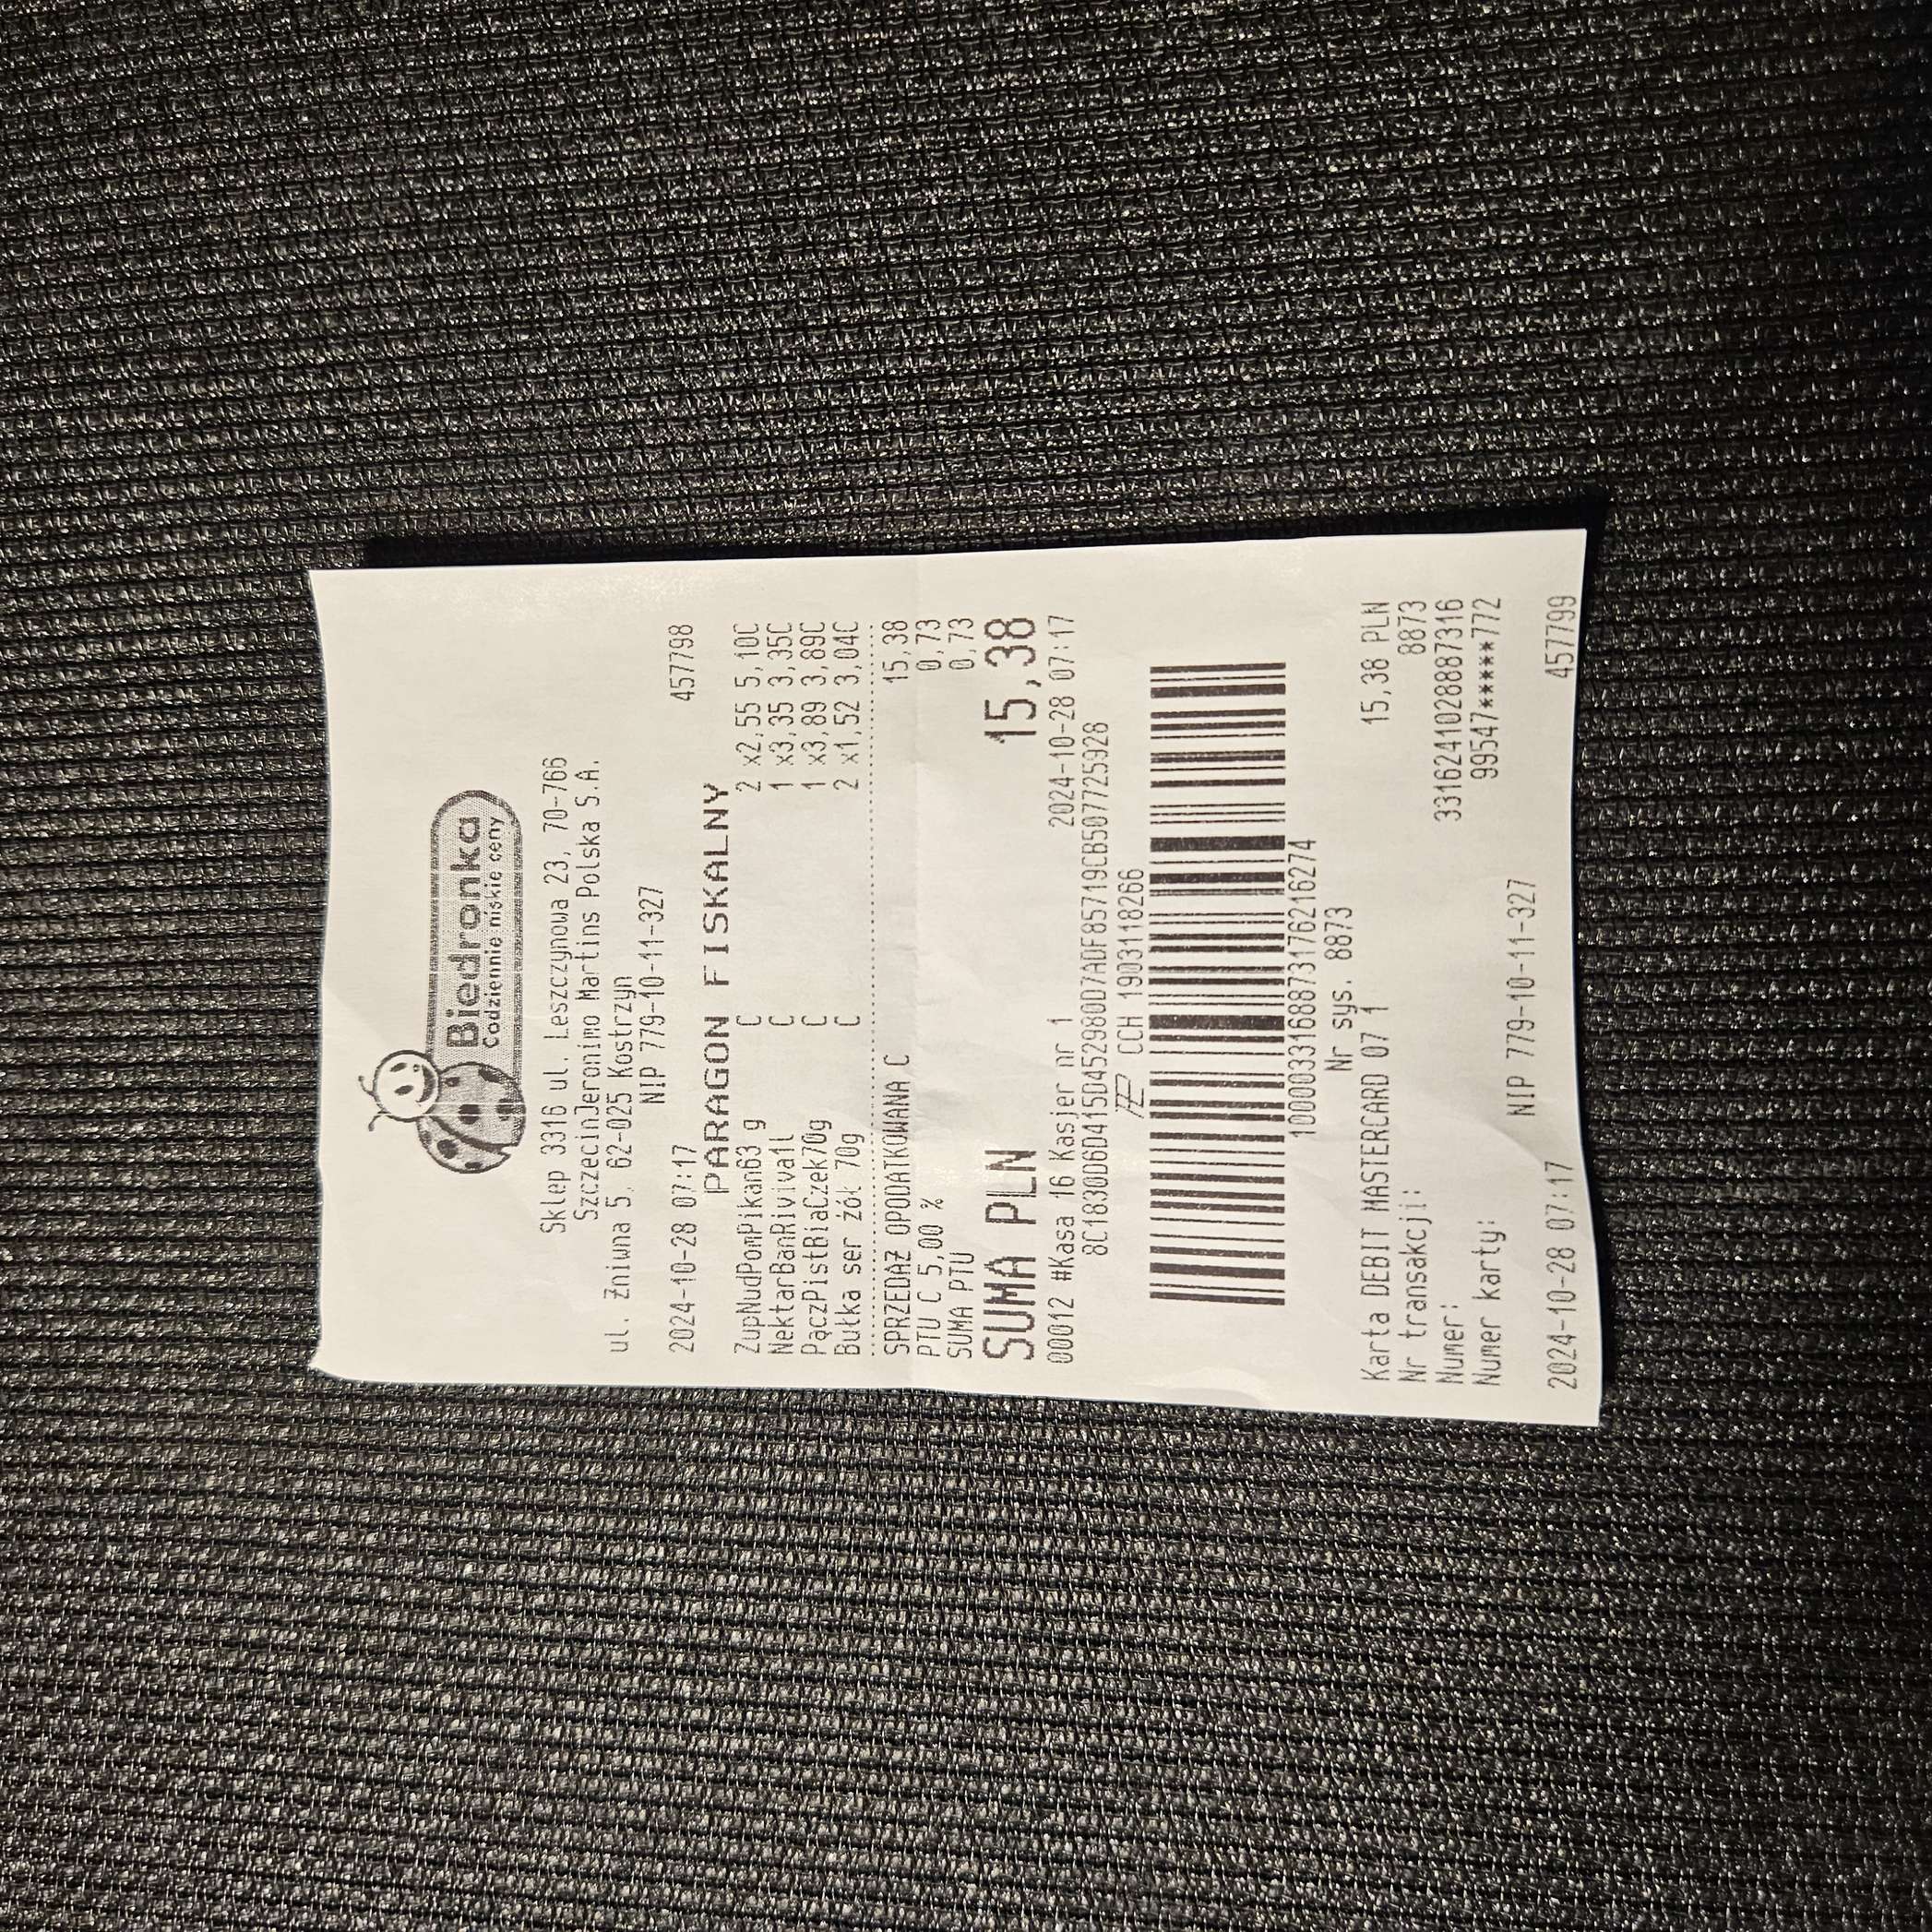 Biedronka
Codziennie niskie ceny
Sklep 3316 ul. Leszczynowa 23, 70-766
SzczecinJeronimo Martins Polska S.A.
ul. Żniwna 5, 62-025 Kostrzyn
NIP 779-10-11-327
2024-10-28 07:17 457798
PARAGON FISKALNY
ZupNudPomPikan63 g C 2 x2,55 5,10C
NektarBanRiviva1l C 1 x3,35 3,35C
PączPistBiaCzek70g C 1 x3,89 3,89C
Bułka ser żół 70g C 2 x1,52 3,04C
SPRZEDAŻ OPODATKOWANA C 15,38
PTU C 5,00 % 0,73
SUMA PTU 0,73
SUMA PLN 15,38
00012 #Kasa 16 Kasjer nr 1 2024-10-28 07:17
8C1830D6D415D452980D7ADF85719CB507725928
CCH 1903118266
1000033168873176216274
Nr sys. 8873
Karta DEBIT MASTERCARD 07 1 15,38 PLN
Nr transakcji: 8873
Numer: 3316241028887316
Numer karty: 99547*****772
NIP 779-10-11-327
2024-10-28 07:17 457799